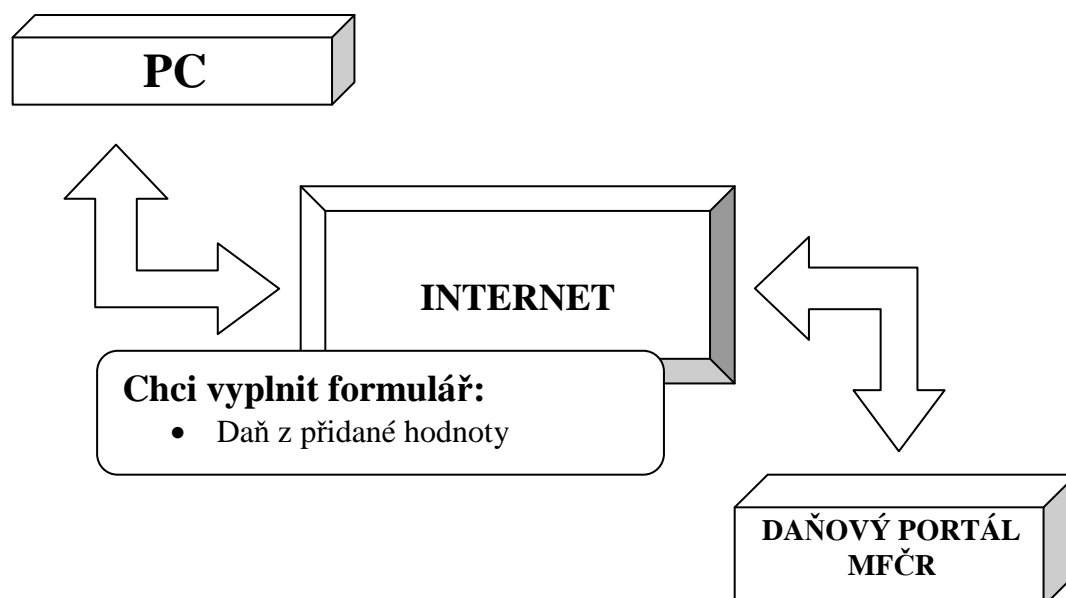 PC
INTERNET
Chci vyplnit formulář:
• Daň z přidané hodnoty
DAŇOVÝ PORTÁL
MFČR